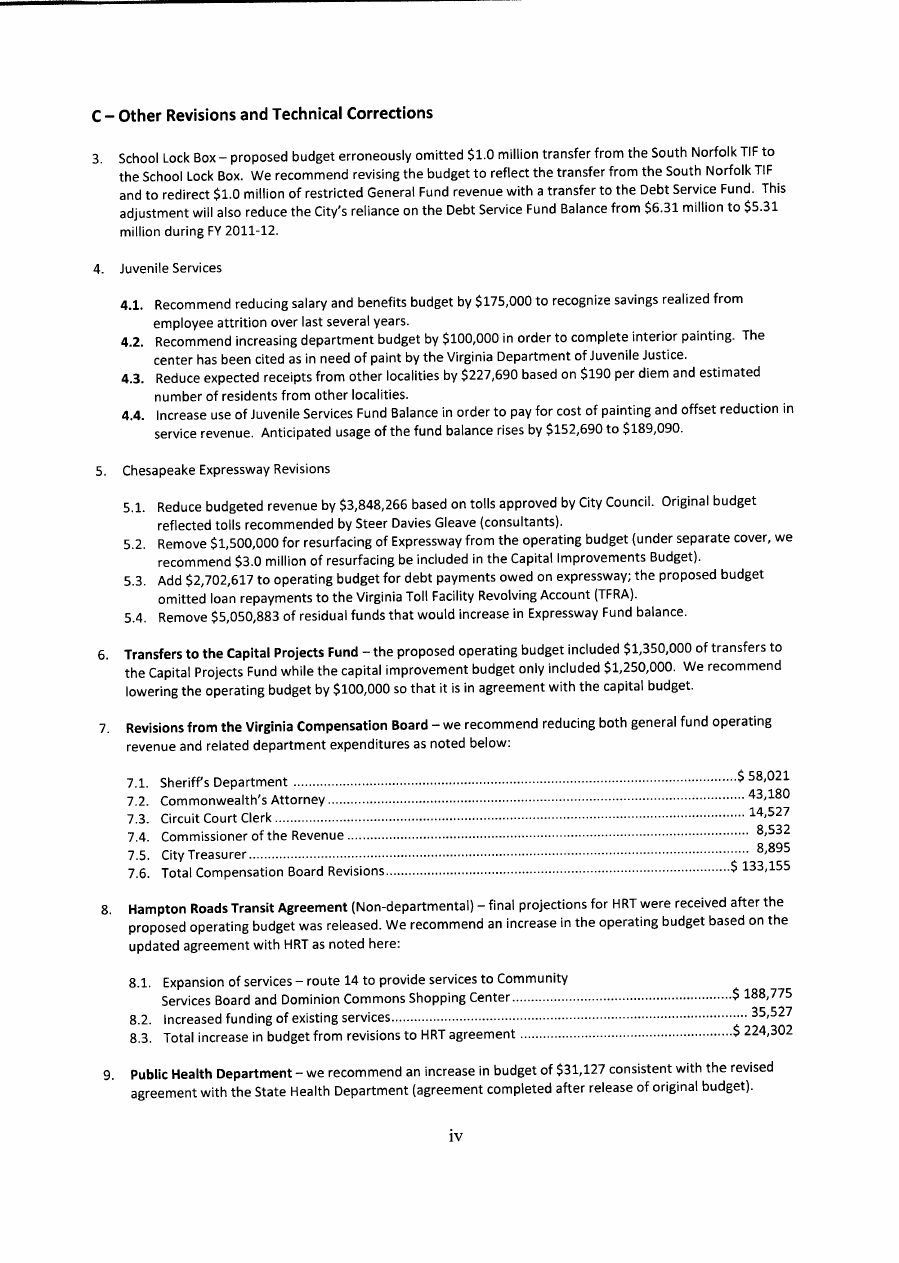 C – Other Revisions and Technical Corrections
3. School Lock Box – proposed budget erroneously omitted $1.0 million transfer from the South Norfolk TIF to
the School Lock Box. We recommend revising the budget to reflect the transfer from the South Norfolk TIF
and to redirect $1.0 million of restricted General Fund revenue with a transfer to the Debt Service Fund. This
adjustment will also reduce the City's reliance on the Debt Service Fund Balance from $6.31 million to $5.31
million during FY 2011-12.
4. Juvenile Services
4.1. Recommend reducing salary and benefits budget by $175,000 to recognize savings realized from
employee attrition over last several years.
4.2. Recommend increasing department budget by $100,000 in order to complete interior painting. The
center has been cited as in need of paint by the Virginia Department of Juvenile Justice.
4.3. Reduce expected receipts from other localities by $227,690 based on $190 per diem and estimated
number of residents from other localities.
4.4. Increase use of Juvenile Services Fund Balance in order to pay for cost of painting and offset reduction in
service revenue. Anticipated usage of the fund balance rises by $152,690 to $189,090.
5. Chesapeake Expressway Revisions
5.1. Reduce budgeted revenue by $3,848,266 based on tolls approved by City Council. Original budget
reflected tolls recommended by Steer Davies Gleave (consultants).
5.2. Remove $1,500,000 for resurfacing of Expressway from the operating budget (under separate cover, we
recommend $3.0 million of resurfacing be included in the Capital Improvements Budget).
5.3. Add $2,702,617 to operating budget for debt payments owed on expressway; the proposed budget
omitted loan repayments to the Virginia Toll Facility Revolving Account (TFRA).
5.4. Remove $5,050,883 of residual funds that would increase in Expressway Fund balance.
6. Transfers to the Capital Projects Fund – the proposed operating budget included $1,350,000 of transfers to
the Capital Projects Fund while the capital improvement budget only included $1,250,000. We recommend
lowering the operating budget by $100,000 so that it is in agreement with the capital budget.
7. Revisions from the Virginia Compensation Board – we recommend reducing both general fund operating
revenue and related department expenditures as noted below:
7.1. Sheriff's Department ........ $ 58,021
7.2. Commonwealth's Attorney ........ 43,180
7.3. Circuit Court Clerk ........ 14,527
7.4. Commissioner of the Revenue ........ 8,532
7.5. City Treasurer ........ 8,895
7.6. Total Compensation Board Revisions ........ $ 133,155
8. Hampton Roads Transit Agreement (Non-departmental) – final projections for HRT were received after the
proposed operating budget was released. We recommend an increase in the operating budget based on the
updated agreement with HRT as noted here:
8.1. Expansion of services – route 14 to provide services to Community
Services Board and Dominion Commons Shopping Center ........ $ 188,775
8.2. Increased funding of existing services ........ 35,527
8.3. Total increase in budget from revisions to HRT agreement ........ $ 224,302
9. Public Health Department – we recommend an increase in budget of $31,127 consistent with the revised
agreement with the State Health Department (agreement completed after release of original budget).
iv